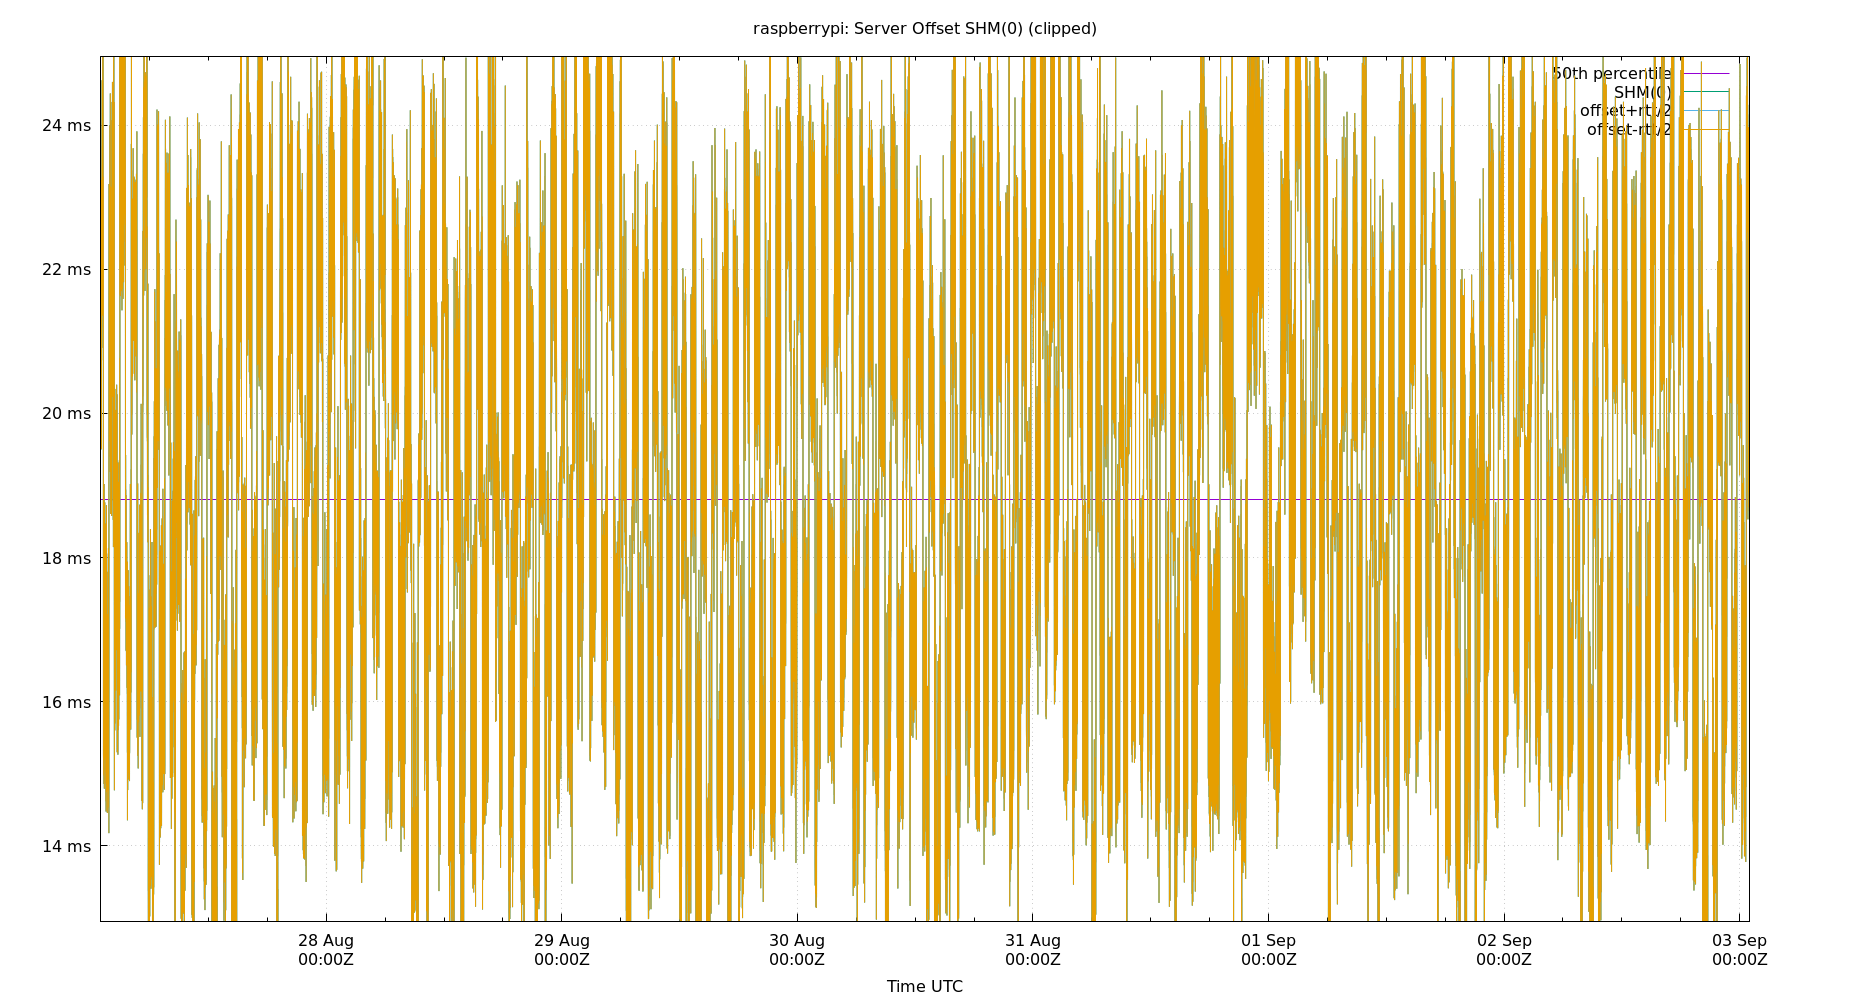 raspberrypi: Server Offset SHM(0) (clipped)
50th percentile
SHM(0)
offset+rtt/2
offset-rtt/2
24 ms
22 ms
20 ms
18 ms
16 ms
14 ms
28 Aug
00:00Z
29 Aug
00:00Z
30 Aug
00:00Z
31 Aug
00:00Z
01 Sep
00:00Z
02 Sep
00:00Z
03 Sep
00:00Z
Time UTC